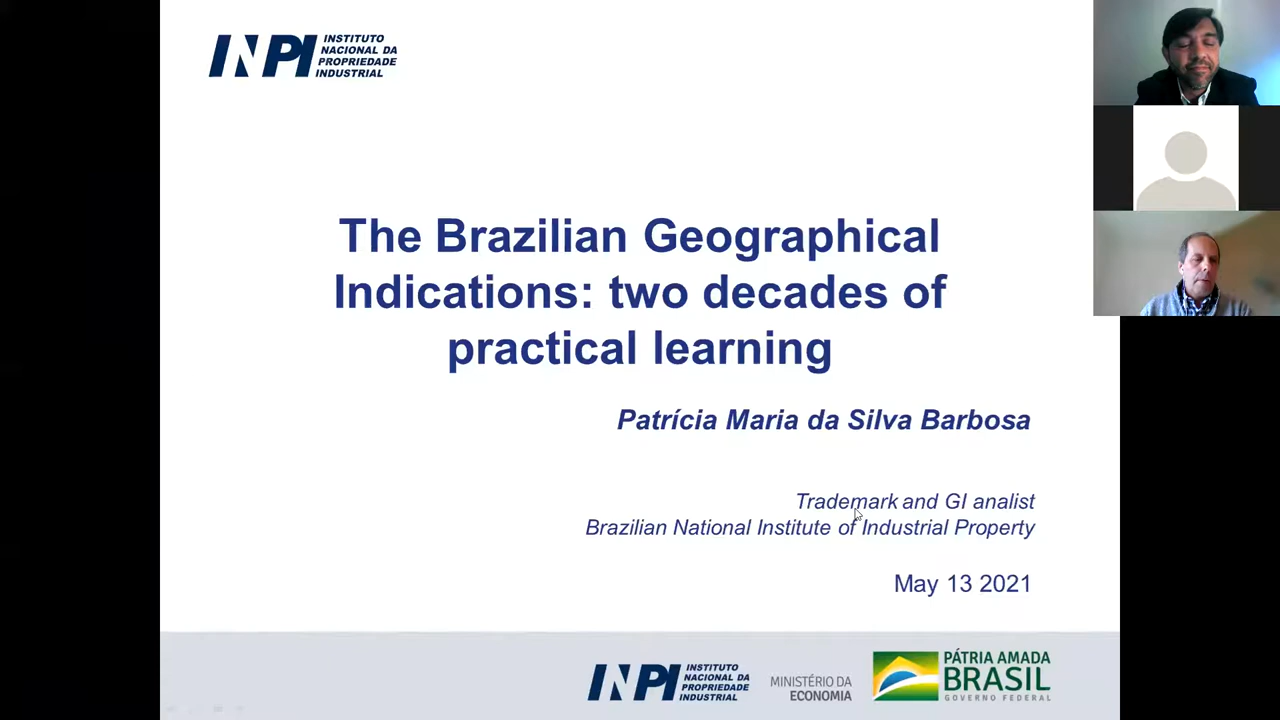 INPI INSTITUTO
NACIONAL DA
PROPRIEDADE
INDUSTRIAL
The Brazilian Geographical
Indications: two decades of
practical learning
Patrícia Maria da Silva Barbosa
Trademark and GI analist
Brazilian National Institute of Industrial Property
May 13 2021
INPI INSTITUTO
NACIONAL DA
PROPRIEDADE
INDUSTRIAL
MINISTÉRIO DA
ECONOMIA
PÁTRIA AMADA
BRASIL
GOVERNO FEDERAL